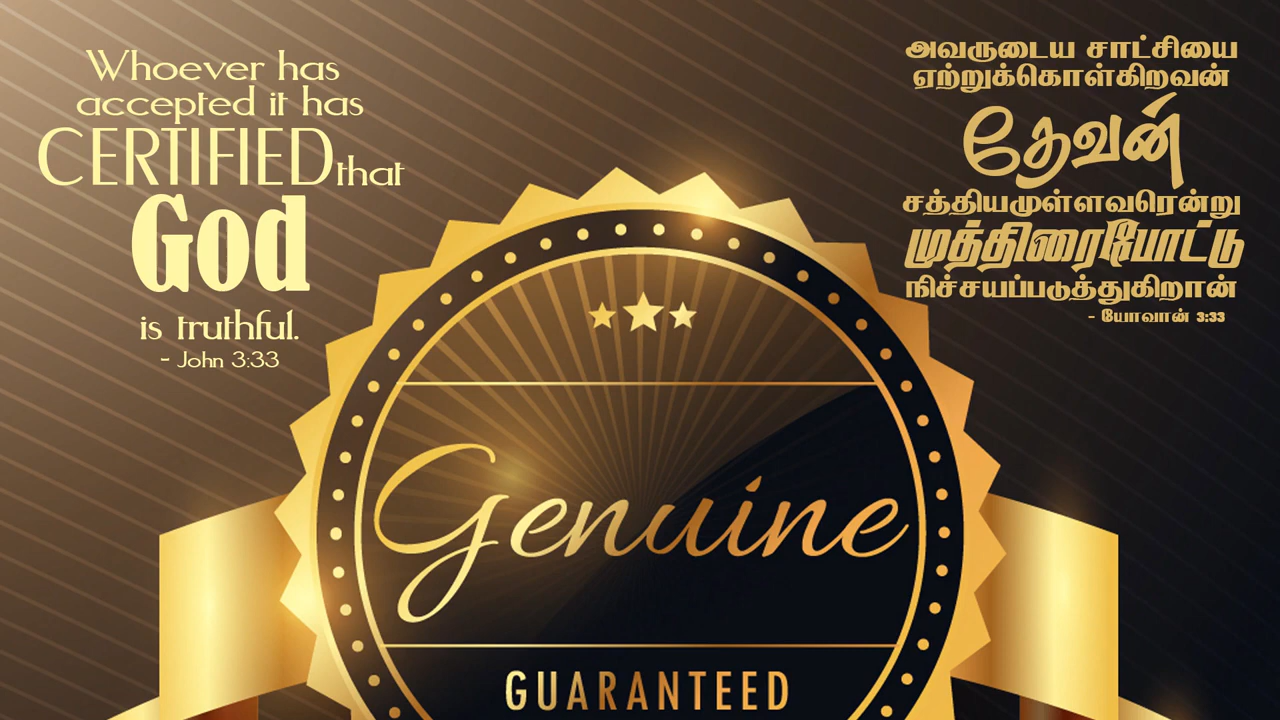 Whoever has
accepted it has
CERTIFIED that
God
is truthful.
- John 3:33
அவருடைய சாட்சியை
ஏற்றுக்கொள்கிறவன்
தேவன்
சத்தியமுள்ளவரென்று
முத்திரைபோட்டு
நிச்சயப்படுத்துகிறான்
- யோவான் 3:33
Genuine
GUARANTEED